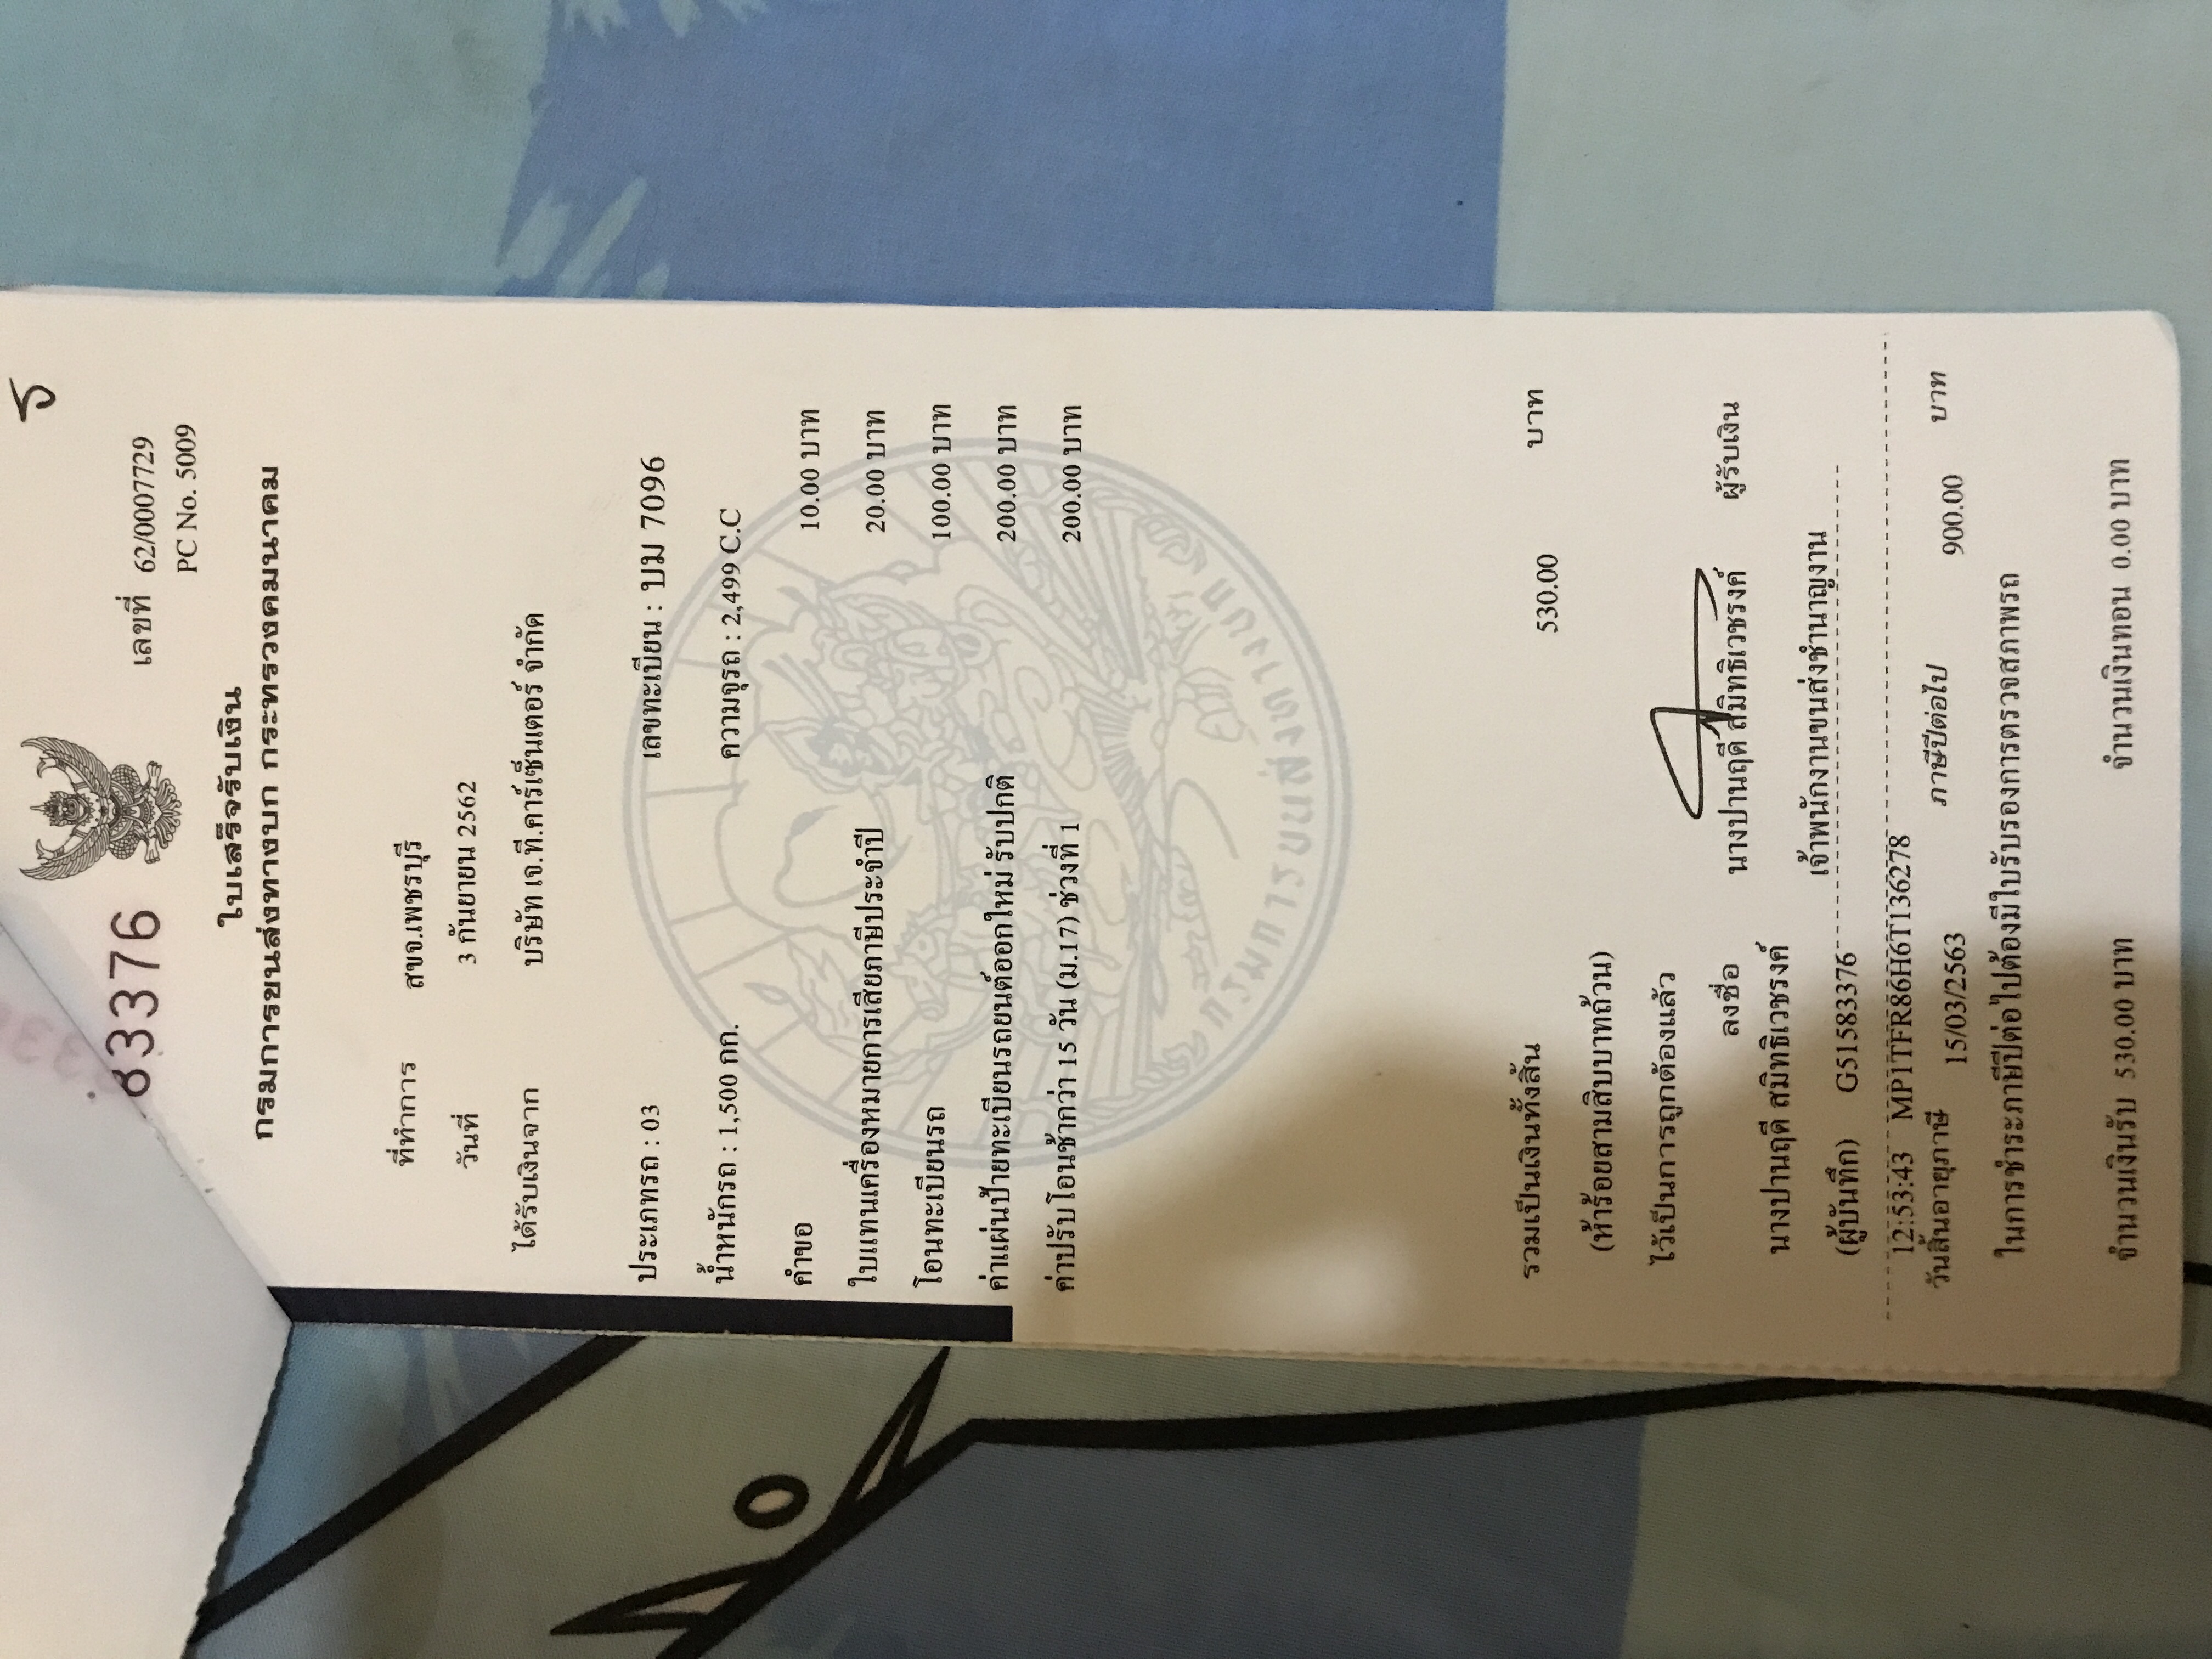 83376
เลขที่ 62/0007729
PC No. 5009
ใบเสร็จรับเงิน
กรมการขนส่งทางบก กระทรวงคมนาคม
ที่ทำการ สขจ.เพชรบุรี
วันที่ 3 กันยายน 2562
ได้รับเงินจาก บริษัท เจ.ที.คาร์เซ็นเตอร์ จำกัด
ประเภทรถ : 03 เลขทะเบียน : บม 7096
น้ำหนักรถ : 1,500 กก. ความจุรถ : 2,499 C.C
คำขอ 10.00 บาท
ใบแทนเครื่องหมายการเสียภาษีประจำปี 20.00 บาท
โอนทะเบียนรถ 100.00 บาท
ค่าแผ่นป้ายทะเบียนรถยนต์ออกใหม่ รับปกติ 200.00 บาท
ค่าปรับโอนช้ากว่า 15 วัน (ม.17) ช่วงที่ 1 200.00 บาท
กรมการขนส่งทางบก
รวมเป็นเงินทั้งสิ้น 530.00 บาท
(ห้าร้อยสามสิบบาทถ้วน)
ไว้เป็นการถูกต้องแล้ว
ลงชื่อ ผู้รับเงิน
นางปานฤดี สมิทธิเวชรงค์ นางปานฤดี สมิทธิเวชรงค์
(ผู้บันทึก) G51583376 เจ้าพนักงานขนส่งชำนาญงาน
12:53:43 MP1TFR86H6T136278
วันสิ้นอายุภาษี 15/03/2563 ภาษีปีต่อไป 900.00 บาท
ในการชำระภาษีปีต่อไปต้องมีใบรับรองการตรวจสภาพรถ
จำนวนเงินรับ 530.00 บาท จำนวนเงินทอน 0.00 บาท